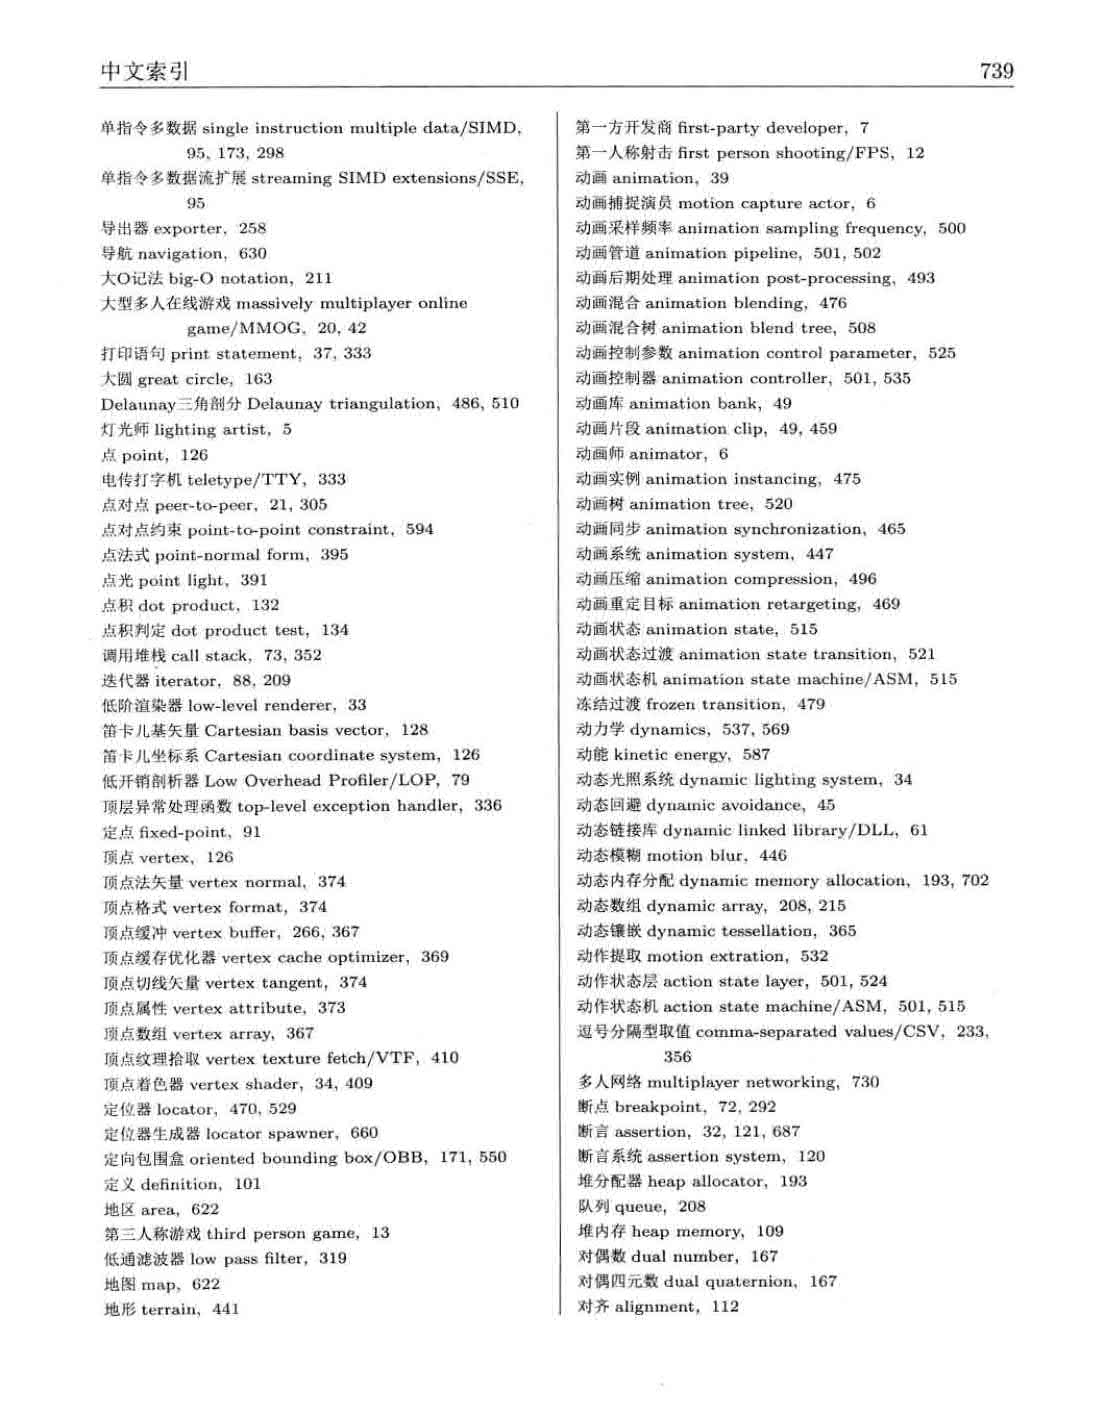 中文索引
739
单指令多数据 single instruction multiple data/SIMD,
95, 173, 298
单指令多数据流扩展 streaming SIMD extensions/SSE,
95
导出器 exporter, 258
导航 navigation, 630
大O记法 big-O notation, 211
大型多人在线游戏 massively multiplayer online
game/MMOG, 20, 42
打印语句 print statement, 37, 333
大圆 great circle, 163
Delaunay三角剖分 Delaunay triangulation, 486, 510
灯光师 lighting artist, 5
点 point, 126
电传打字机 teletype/TTY, 333
点对点 peer-to-peer, 21, 305
点对点约束 point-to-point constraint, 594
点法式 point-normal form, 395
点光 point light, 391
点积 dot product, 132
点积判定 dot product test, 134
调用堆栈 call stack, 73, 352
迭代器 iterator, 88, 209
低阶渲染器 low-level renderer, 33
笛卡儿基矢量 Cartesian basis vector, 128
笛卡儿坐标系 Cartesian coordinate system, 126
低开销剖析器 Low Overhead Profiler/LOP, 79
顶层异常处理函数 top-level exception handler, 336
定点 fixed-point, 91
顶点 vertex, 126
顶点法矢量 vertex normal, 374
顶点格式 vertex format, 374
顶点缓冲 vertex buffer, 266, 367
顶点缓存优化器 vertex cache optimizer, 369
顶点切线矢量 vertex tangent, 374
顶点属性 vertex attribute, 373
顶点数组 vertex array, 367
顶点纹理拾取 vertex texture fetch/VTF, 410
顶点着色器 vertex shader, 34, 409
定位器 locator, 470, 529
定位器生成器 locator spawner, 660
定向包围盒 oriented bounding box/OBB, 171, 550
定义 definition, 101
地区 area, 622
第三人称游戏 third person game, 13
低通滤波器 low pass filter, 319
地图 map, 622
地形 terrain, 441
第一方开发商 first-party developer, 7
第一人称射击 first person shooting/FPS, 12
动画 animation, 39
动画捕捉演员 motion capture actor, 6
动画采样频率 animation sampling frequency, 500
动画管道 animation pipeline, 501, 502
动画后期处理 animation post-processing, 493
动画混合 animation blending, 476
动画混合树 animation blend tree, 508
动画控制参数 animation control parameter, 525
动画控制器 animation controller, 501, 535
动画库 animation bank, 49
动画片段 animation clip, 49, 459
动画师 animator, 6
动画实例 animation instancing, 475
动画树 animation tree, 520
动画同步 animation synchronization, 465
动画系统 animation system, 447
动画压缩 animation compression, 496
动画重定目标 animation retargeting, 469
动画状态 animation state, 515
动画状态过渡 animation state transition, 521
动画状态机 animation state machine/ASM, 515
冻结过渡 frozen transition, 479
动力学 dynamics, 537, 569
动能 kinetic energy, 587
动态光照系统 dynamic lighting system, 34
动态回避 dynamic avoidance, 45
动态链接库 dynamic linked library/DLL, 61
动态模糊 motion blur, 446
动态内存分配 dynamic memory allocation, 193, 702
动态数组 dynamic array, 208, 215
动态镶嵌 dynamic tessellation, 365
动作提取 motion extration, 532
动作状态层 action state layer, 501, 524
动作状态机 action state machine/ASM, 501, 515
逗号分隔型取值 comma-separated values/CSV, 233,
356
多人网络 multiplayer networking, 730
断点 breakpoint, 72, 292
断言 assertion, 32, 121, 687
断言系统 assertion system, 120
堆分配器 heap allocator, 193
队列 queue, 208
堆内存 heap memory, 109
对偶数 dual number, 167
对偶四元数 dual quaternion, 167
对齐 alignment, 112